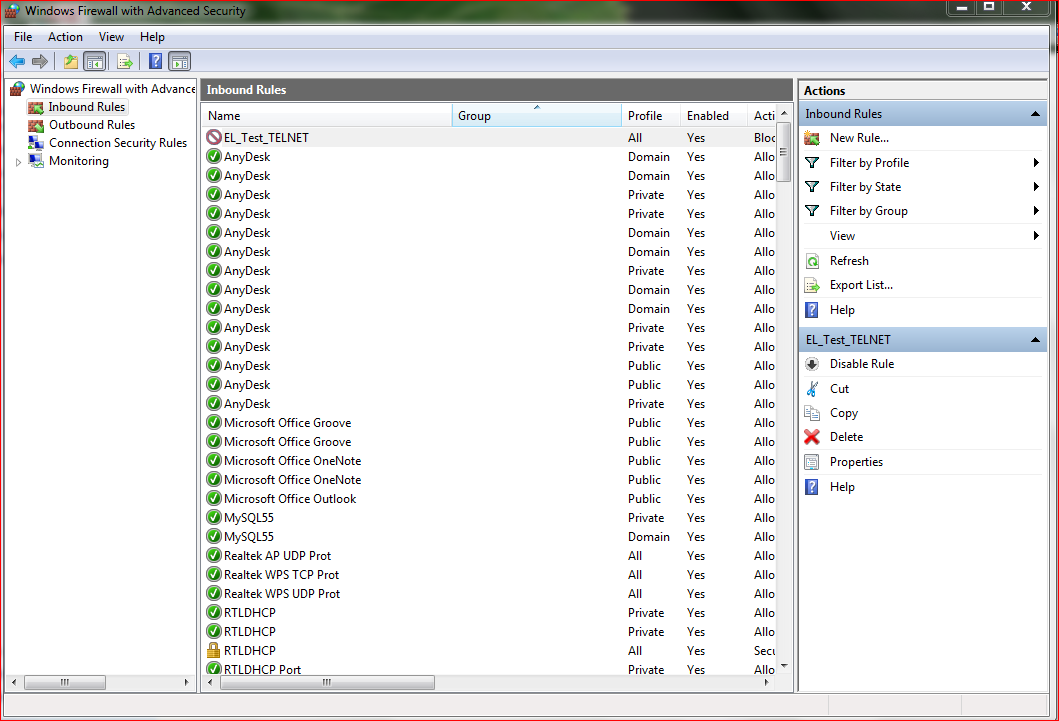 Windows Firewall with Advanced Security
File Action View Help
Windows Firewall with Advance
Inbound Rules
Outbound Rules
Connection Security Rules
Monitoring
Inbound Rules
Name Group Profile Enabled Acti
EL_Test_TELNET All Yes Bloc
AnyDesk Domain Yes Allo
AnyDesk Domain Yes Allo
AnyDesk Private Yes Allo
AnyDesk Private Yes Allo
AnyDesk Domain Yes Allo
AnyDesk Domain Yes Allo
AnyDesk Private Yes Allo
AnyDesk Domain Yes Allo
AnyDesk Domain Yes Allo
AnyDesk Private Yes Allo
AnyDesk Private Yes Allo
AnyDesk Public Yes Allo
AnyDesk Public Yes Allo
AnyDesk Private Yes Allo
Microsoft Office Groove Public Yes Allo
Microsoft Office Groove Public Yes Allo
Microsoft Office OneNote Public Yes Allo
Microsoft Office OneNote Public Yes Allo
Microsoft Office Outlook Public Yes Allo
MySQL55 Private Yes Allo
MySQL55 Domain Yes Allo
Realtek AP UDP Prot All Yes Allo
Realtek WPS TCP Prot All Yes Allo
Realtek WPS UDP Prot All Yes Allo
RTLDHCP Private Yes Allo
RTLDHCP Private Yes Allo
RTLDHCP All Yes Secu
RTLDHCP Port Private Yes Allo
Actions
Inbound Rules
New Rule...
Filter by Profile
Filter by State
Filter by Group
View
Refresh
Export List...
Help
EL_Test_TELNET
Disable Rule
Cut
Copy
Delete
Properties
Help